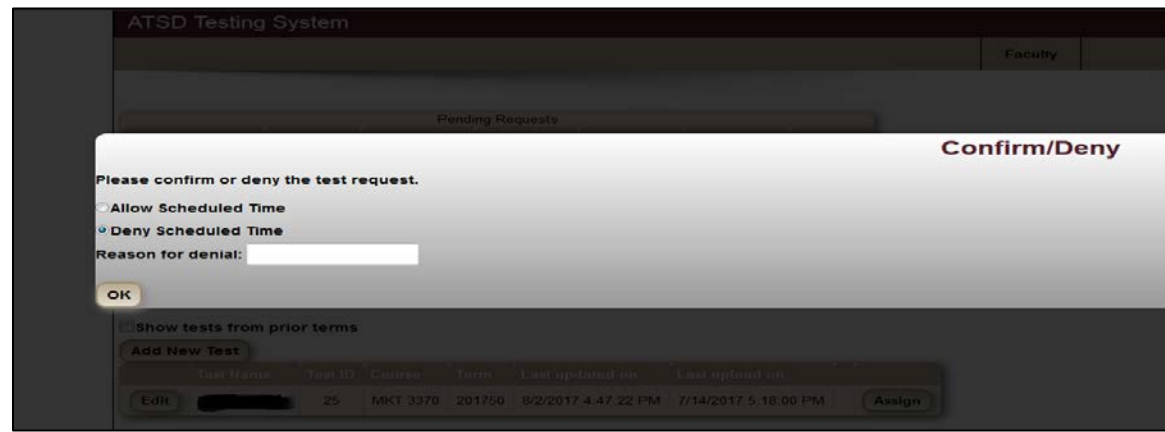 ATSD Testing System
Faculty
Pending Requests
Confirm/Deny
Please confirm or deny the test request.
Allow Scheduled Time
Deny Scheduled Time
Reason for denial:
OK
Show tests from prior terms
Add New Test
Test Name Test ID Course Term Last updated on Last upload on
Edit 25 MKT 3370 201750 8/2/2017 4:47:22 PM 7/14/2017 5:18:00 PM Assign